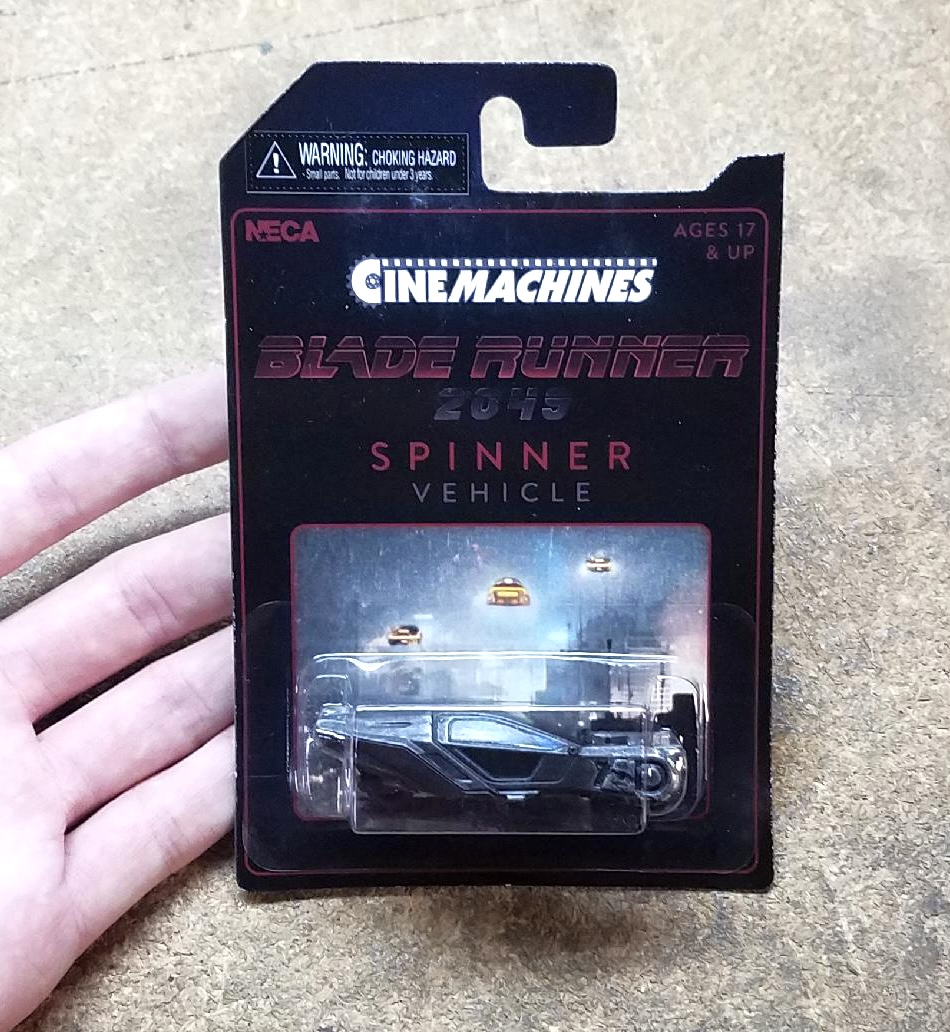 WARNING: CHOKING HAZARD
- Small parts. Not for children under 3 years.
NECA
AGES 17
& UP
CINEMACHINES
BLADE RUNNER
2049
SPINNER
VEHICLE